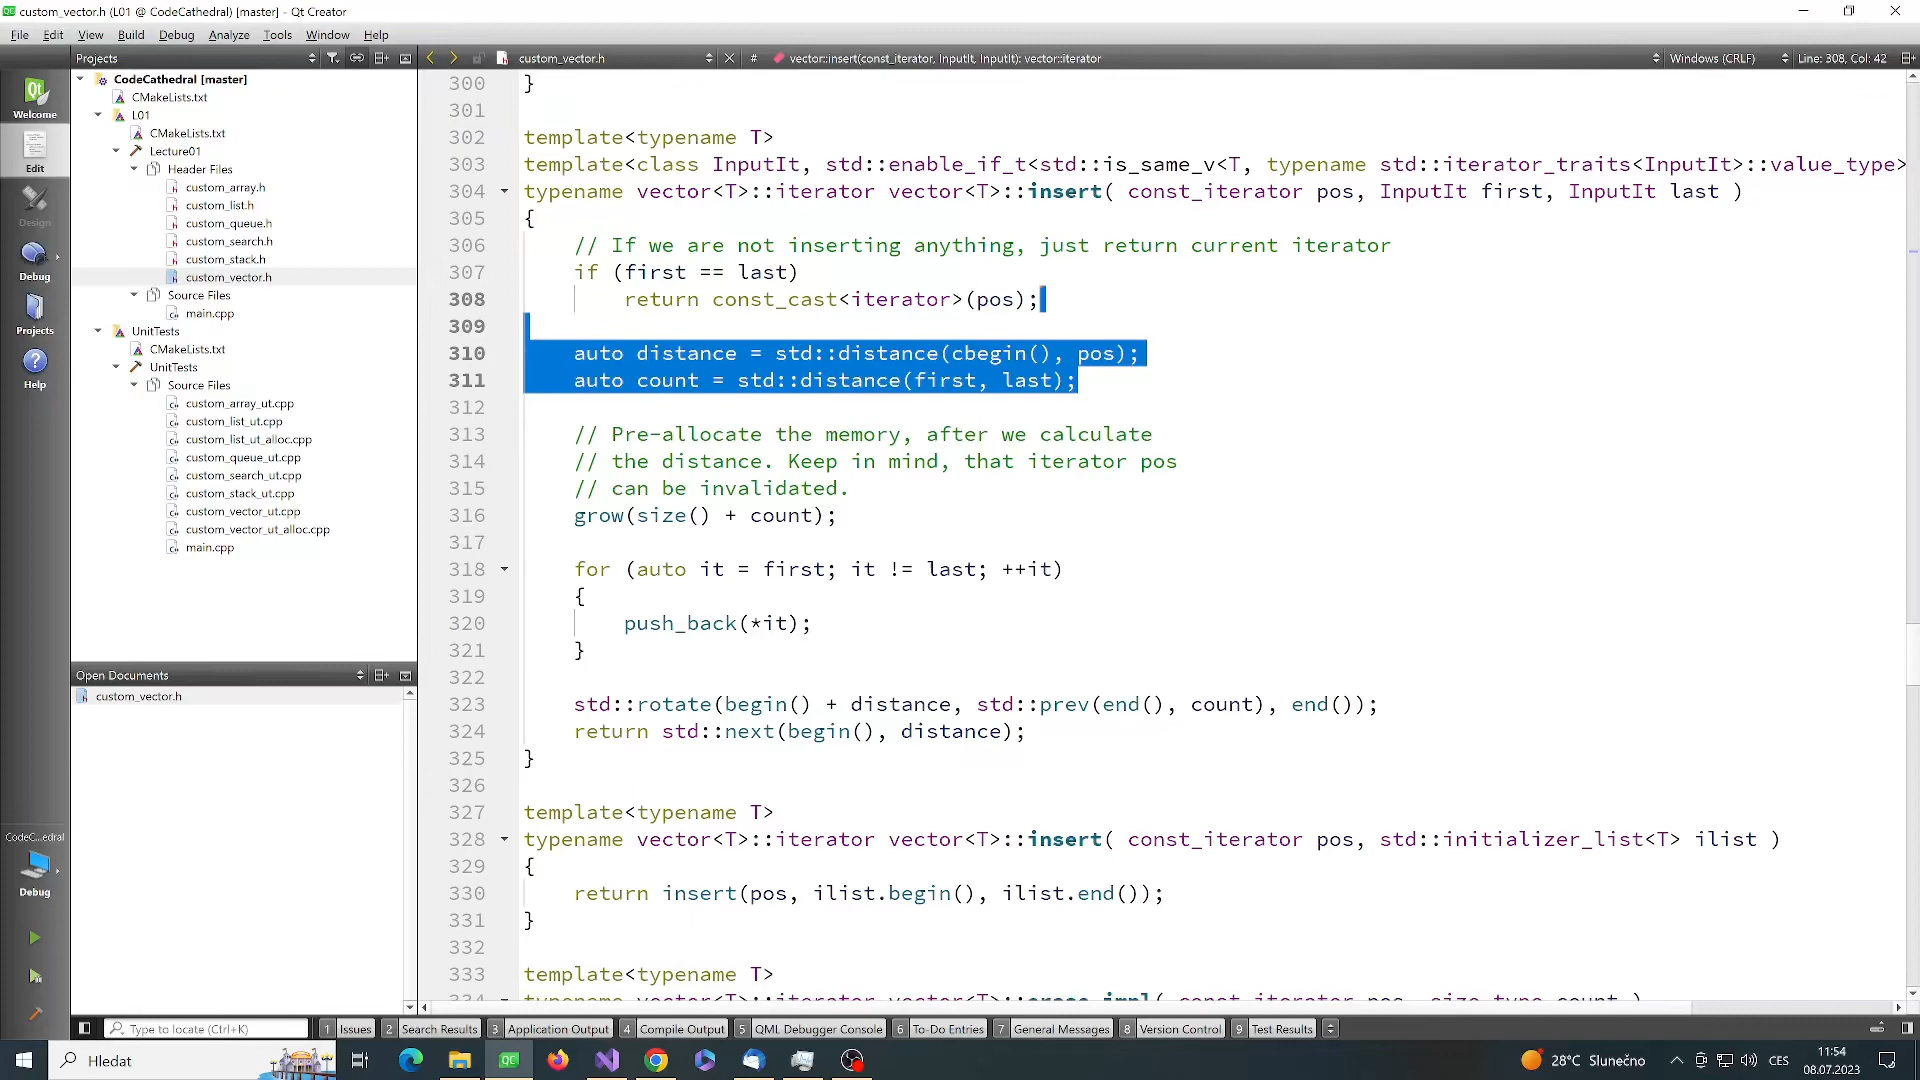 custom_vector.h (L01 @ CodeCathedral) [master] - Qt Creator
File Edit View Build Debug Analyze Tools Window Help
Projects
custom_vector.h
# vector::insert(const_iterator, InputIt, InputIt): vector::iterator
Windows (CRLF)
Line: 308, Col: 42
Welcome
Edit
Design
Debug
Projects
Help
CodeC...edral
Debug
CodeCathedral [master]
CMakeLists.txt
L01
CMakeLists.txt
Lecture01
Header Files
custom_array.h
custom_list.h
custom_queue.h
custom_search.h
custom_stack.h
custom_vector.h
Source Files
main.cpp
UnitTests
CMakeLists.txt
UnitTests
Source Files
custom_array_ut.cpp
custom_list_ut.cpp
custom_list_ut_alloc.cpp
custom_queue_ut.cpp
custom_search_ut.cpp
custom_stack_ut.cpp
custom_vector_ut.cpp
custom_vector_ut_alloc.cpp
main.cpp
Open Documents
custom_vector.h
300 }
301
302 template<typename T>
303 template<class InputIt, std::enable_if_t<std::is_same_v<T, typename std::iterator_traits<InputIt>::value_type>
304 typename vector<T>::iterator vector<T>::insert( const_iterator pos, InputIt first, InputIt last )
305 {
306 // If we are not inserting anything, just return current iterator
307 if (first == last)
308 return const_cast<iterator>(pos);
309
310 auto distance = std::distance(cbegin(), pos);
311 auto count = std::distance(first, last);
312
313 // Pre-allocate the memory, after we calculate
314 // the distance. Keep in mind, that iterator pos
315 // can be invalidated.
316 grow(size() + count);
317
318 for (auto it = first; it != last; ++it)
319 {
320 push_back(*it);
321 }
322
323 std::rotate(begin() + distance, std::prev(end(), count), end());
324 return std::next(begin(), distance);
325 }
326
327 template<typename T>
328 typename vector<T>::iterator vector<T>::insert( const_iterator pos, std::initializer_list<T> ilist )
329 {
330 return insert(pos, ilist.begin(), ilist.end());
331 }
332
333 template<typename T>
334 typename vector<T>::iterator vector<T>::erase_impl( const_iterator pos, size_type count )
Type to locate (Ctrl+K)
1 Issues 2 Search Results 3 Application Output 4 Compile Output 5 QML Debugger Console 6 To-Do Entries 7 General Messages 8 Version Control 9 Test Results
Hledat
28°C Slunečno
CES
11:54
08.07.2023